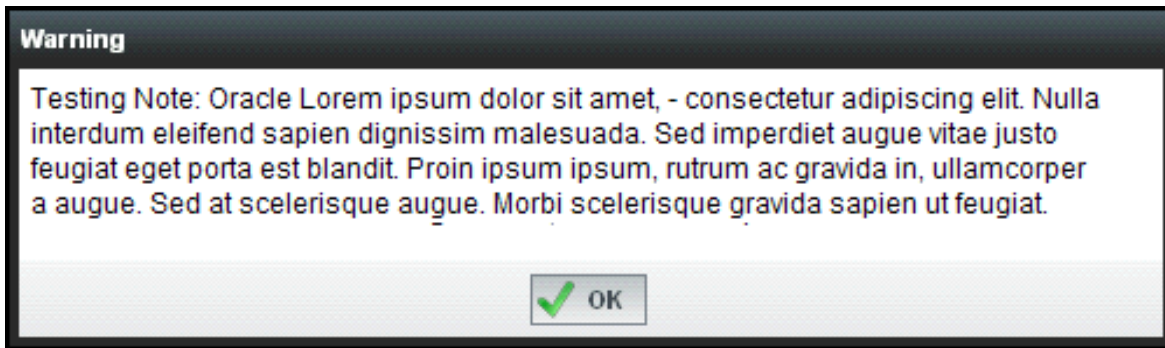 Warning
Testing Note: Oracle Lorem ipsum dolor sit amet, - consectetur adipiscing elit. Nulla
interdum eleifend sapien dignissim malesuada. Sed imperdiet augue vitae justo
feugiat eget porta est blandit. Proin ipsum ipsum, rutrum ac gravida in, ullamcorper
a augue. Sed at scelerisque augue. Morbi scelerisque gravida sapien ut feugiat.
OK